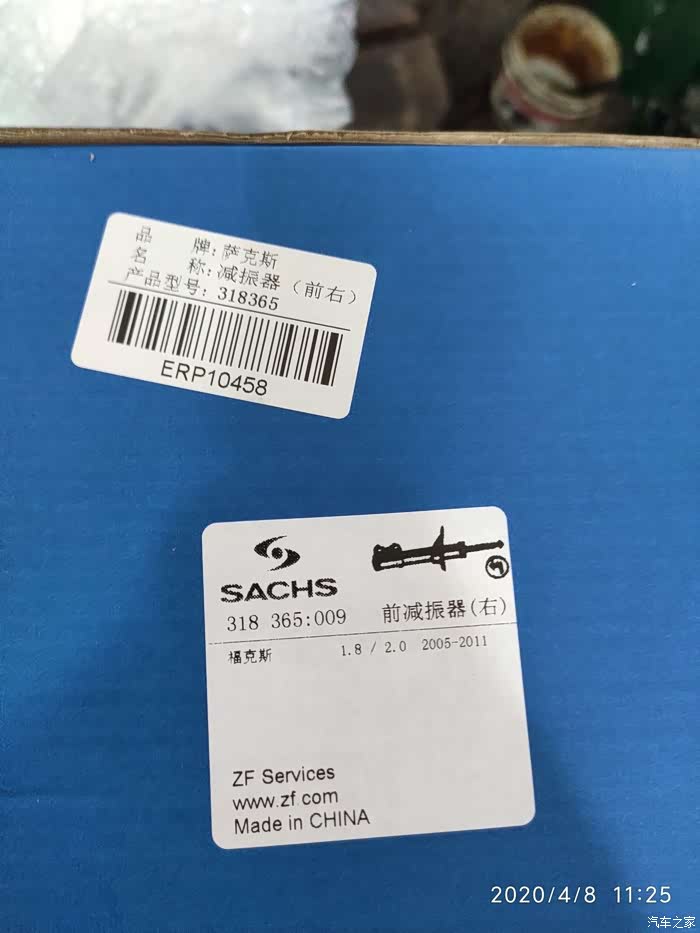 品 牌: 萨克斯
名 称: 减振器 (前右)
产品型号: 318365
ERP10458
SACHS
318 365:009 前减振器(右)
福克斯 1.8 / 2.0 2005-2011
ZF Services
www.zf.com
Made in CHINA
2020/4/8 11:25
汽车之家